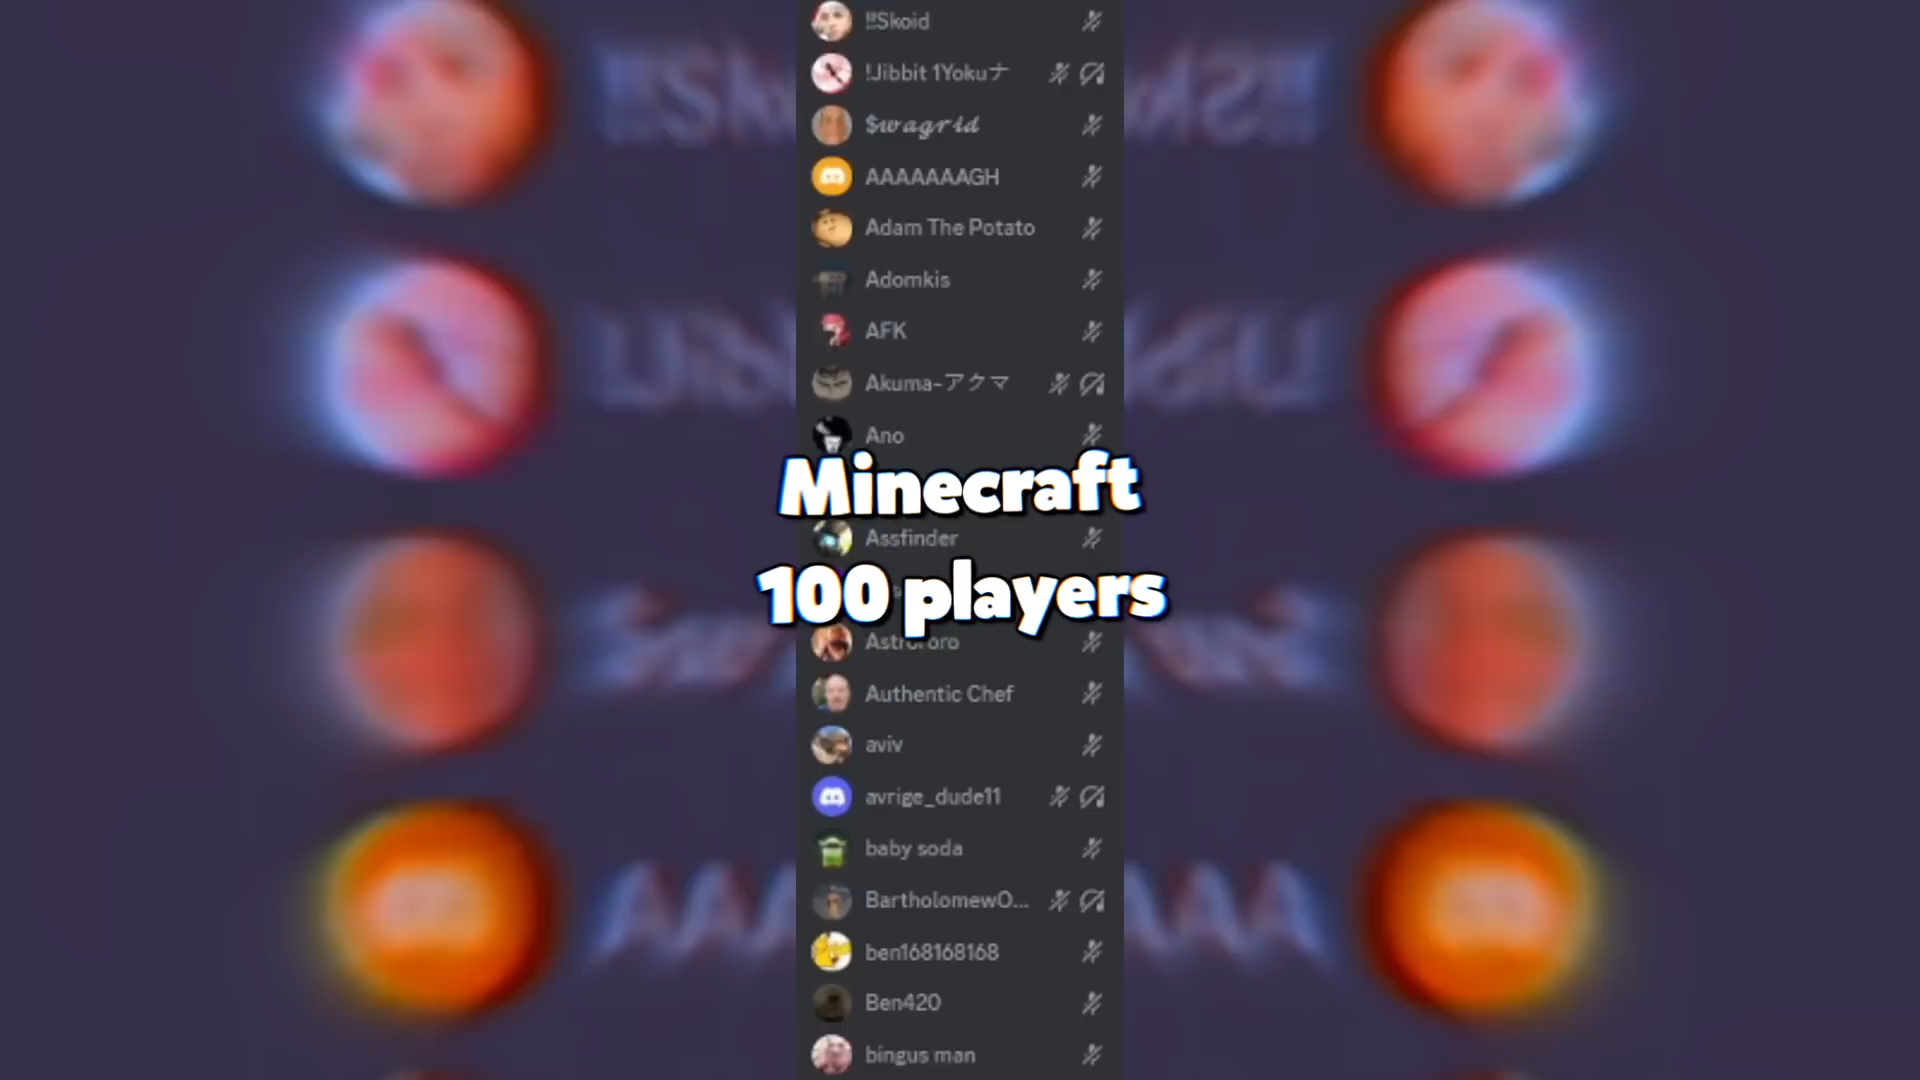 !!Skoid
!Jibbit 1Yokuナ
$wagrid
AAAAAAAGH
Adam The Potato
Adomkis
AFK
Akuma-アクマ
Ano
Minecraft
Assfinder
100 players
Authentic Chef
aviv
avrige_dude11
baby soda
BartholomewO...
ben168168168
Ben420
bingus man